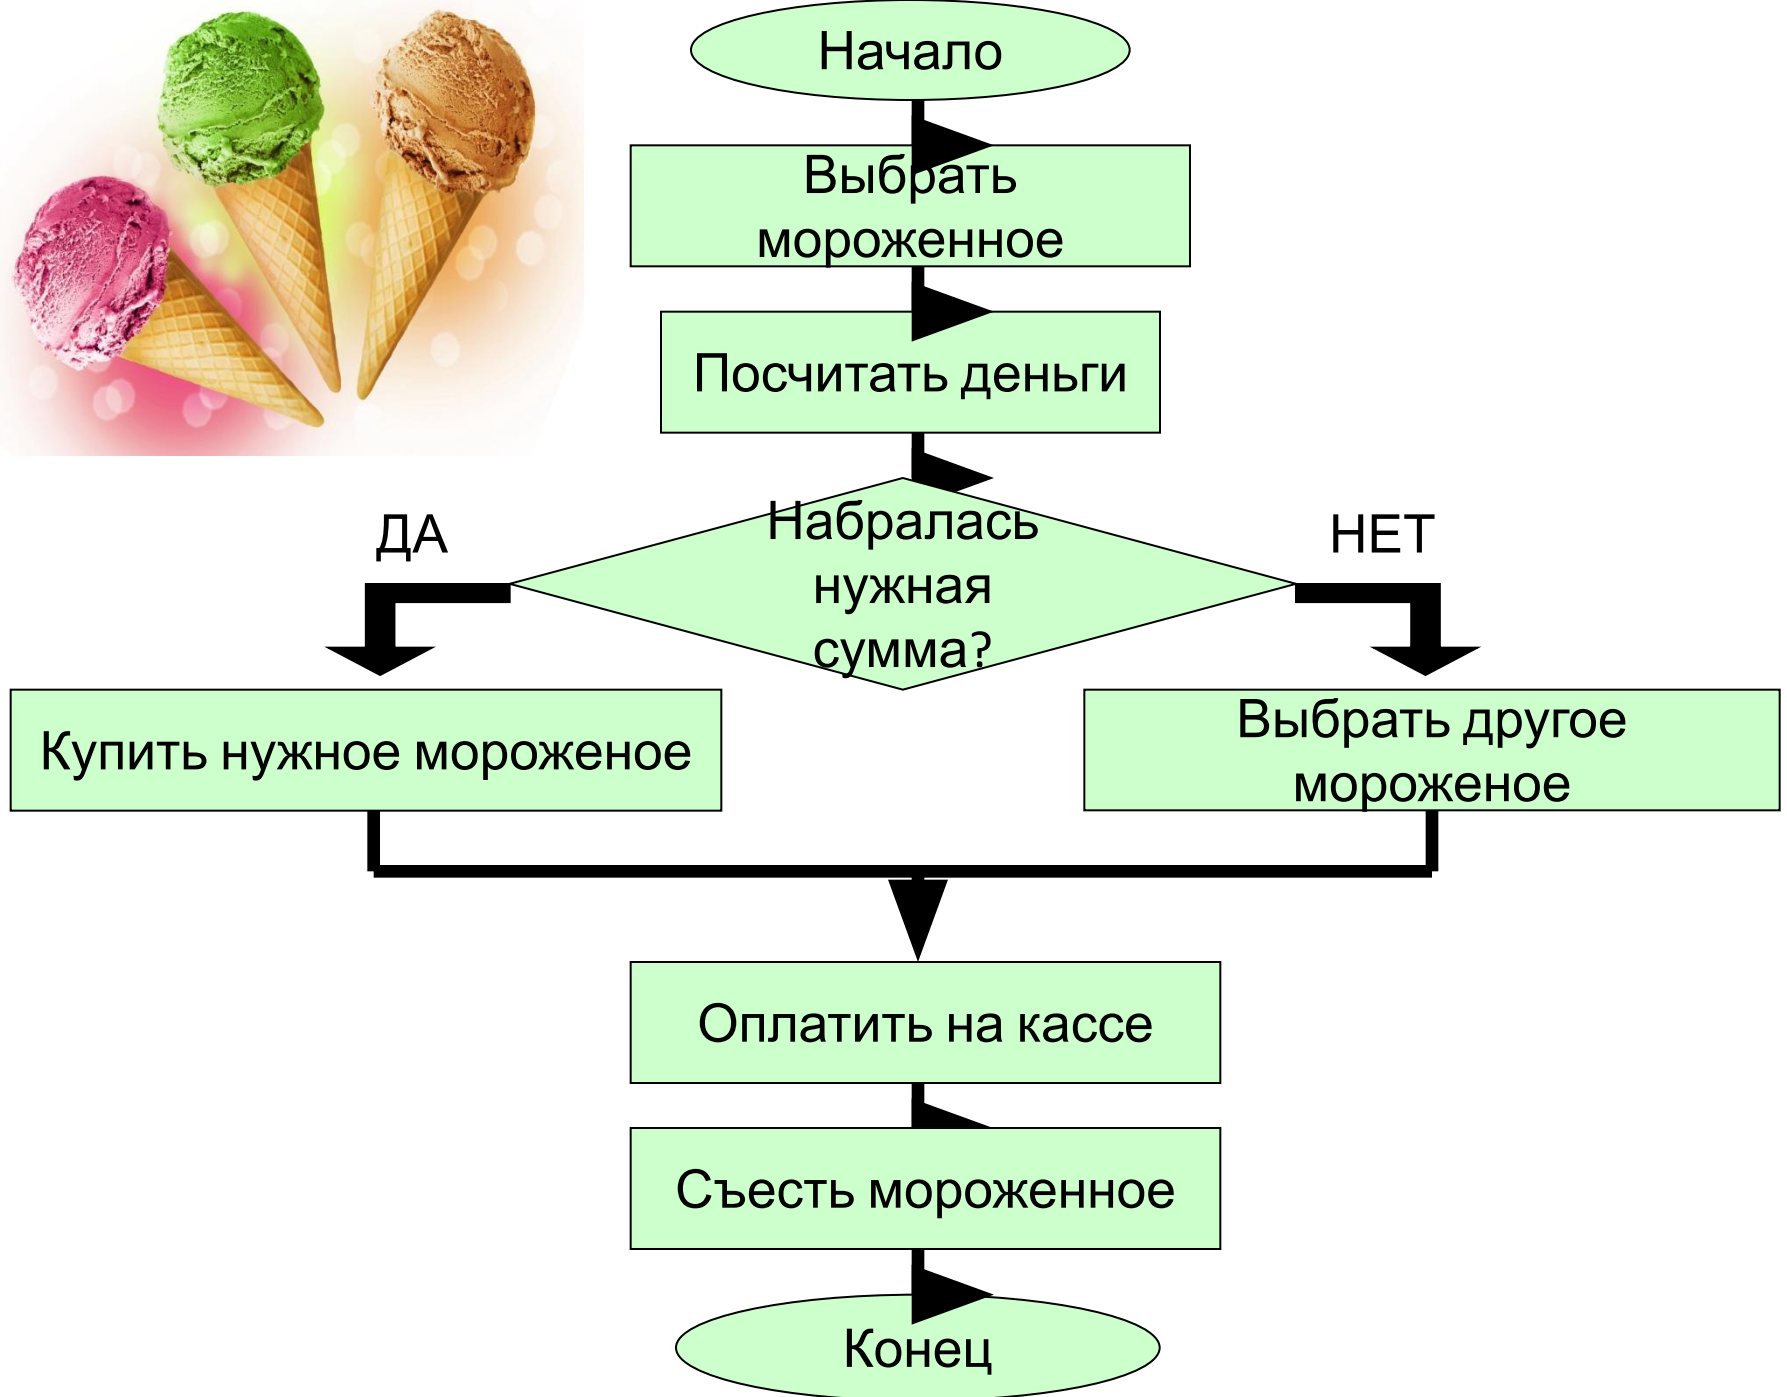 Начало
Выбрать
мороженное
Посчитать деньги
Набралась
нужная
сумма?
ДА
НЕТ
Купить нужное мороженое
Выбрать другое
мороженое
Оплатить на кассе
Съесть мороженное
Конец